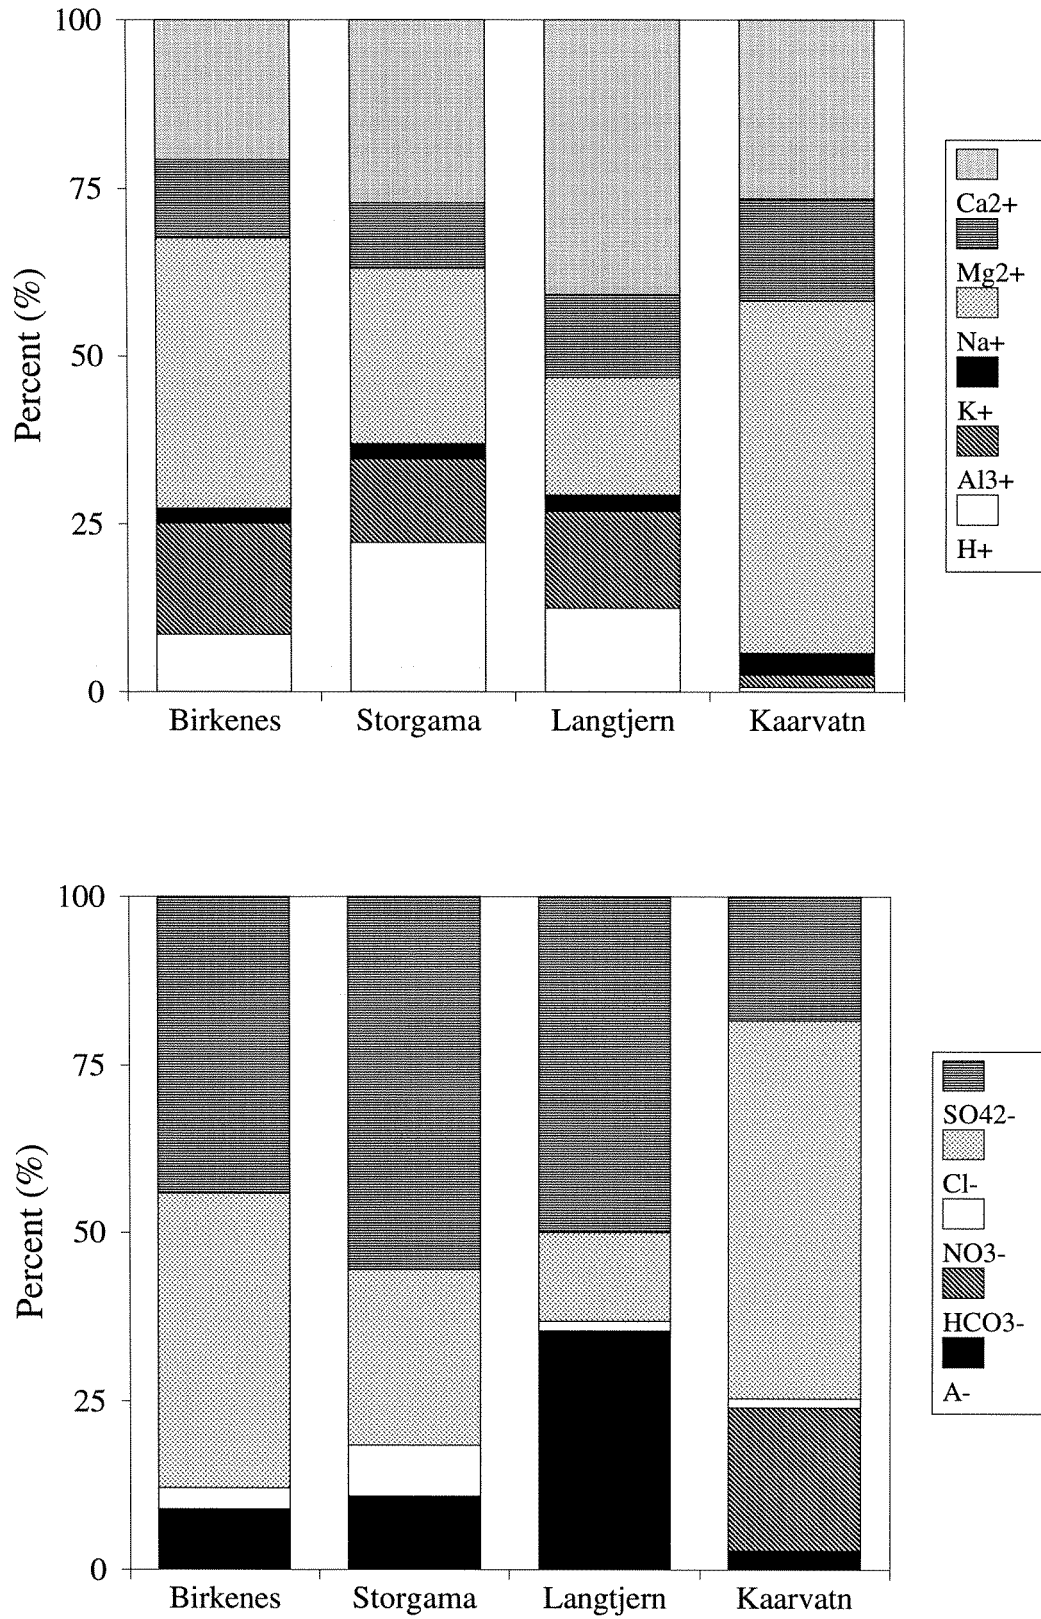 100
75
50
25
0
Percent (%)
Birkenes Storgama Langtjern Kaarvatn
Ca2+
Mg2+
Na+
K+
Al3+
H+
100
75
50
25
0
Percent (%)
Birkenes Storgama Langtjern Kaarvatn
SO42-
Cl-
NO3-
HCO3-
A-